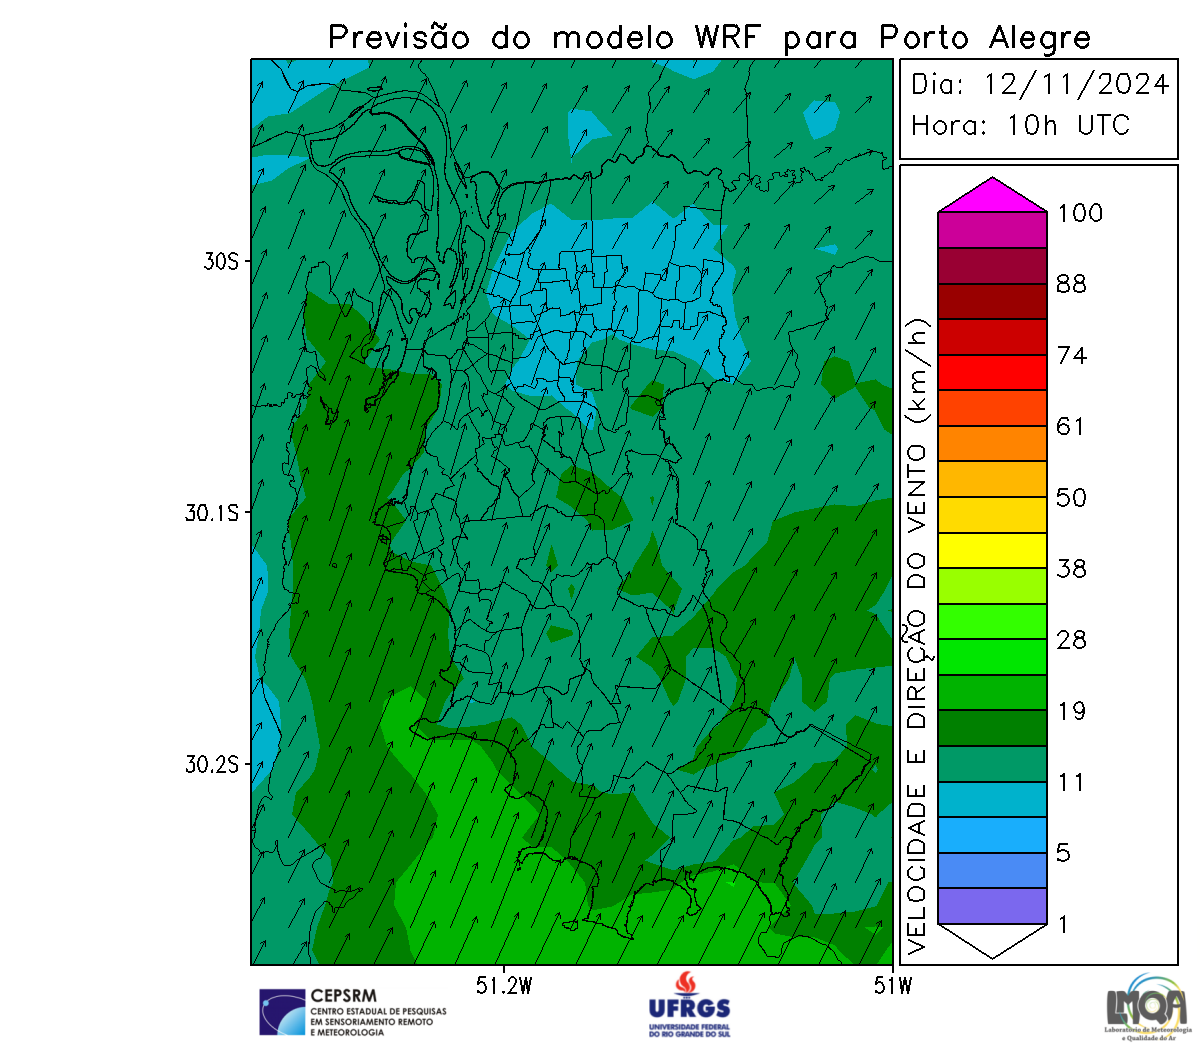 Previsão do modelo WRF para Porto Alegre
Dia: 12/11/2024
Hora: 10h UTC
30S
30.1S
30.2S
51.2W
51W
VELOCIDADE E DIREÇÃO DO VENTO (km/h)
100
88
74
61
50
38
28
19
11
5
1
CEPSRM
CENTRO ESTADUAL DE PESQUISAS
EM SENSORIAMENTO REMOTO
E METEOROLOGIA
UFRGS
UNIVERSIDADE FEDERAL
DO RIO GRANDE DO SUL
LMQA
Laboratório de Meteorologia
e Qualidade do Ar